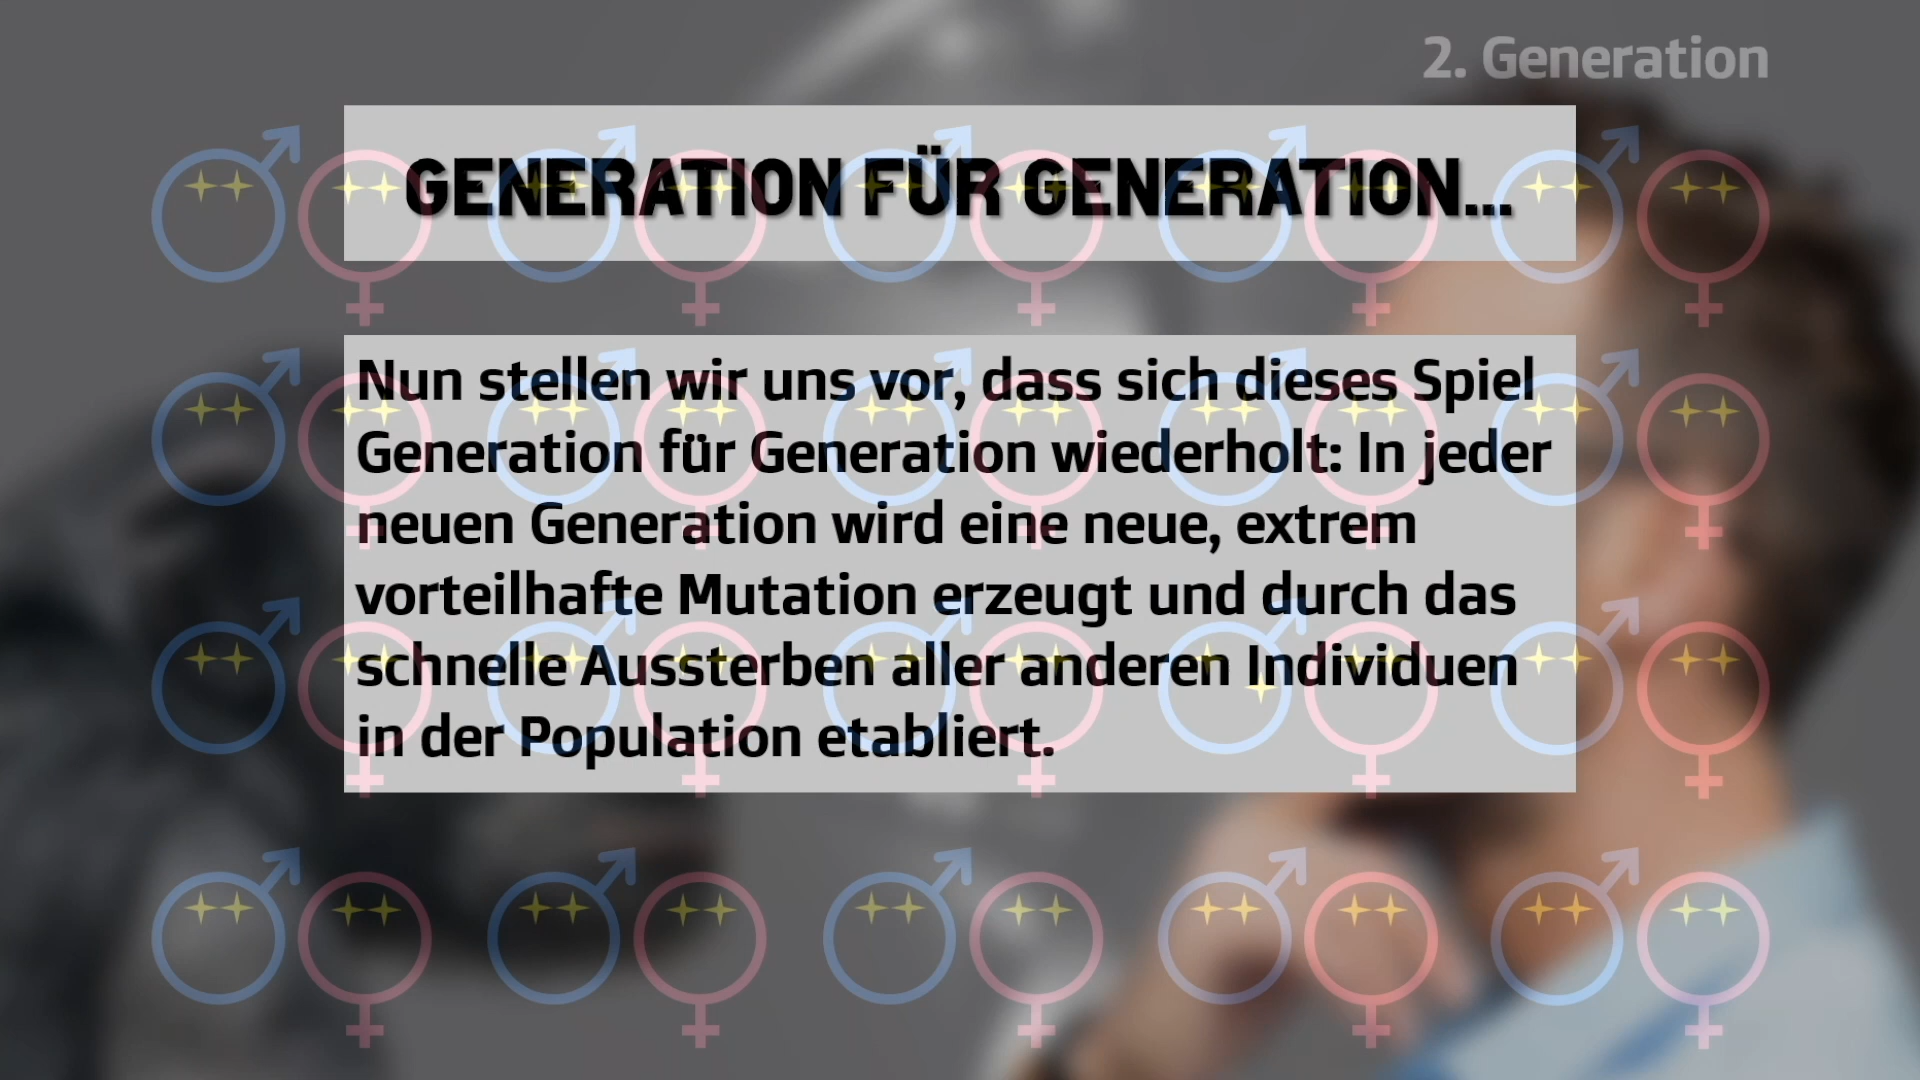 2. Generation
GENERATION FÜR GENERATION...
Nun stellen wir uns vor, dass sich dieses Spiel
Generation für Generation wiederholt: In jeder
neuen Generation wird eine neue, extrem
vorteilhafte Mutation erzeugt und durch das
schnelle Aussterben aller anderen Individuen
in der Population etabliert.